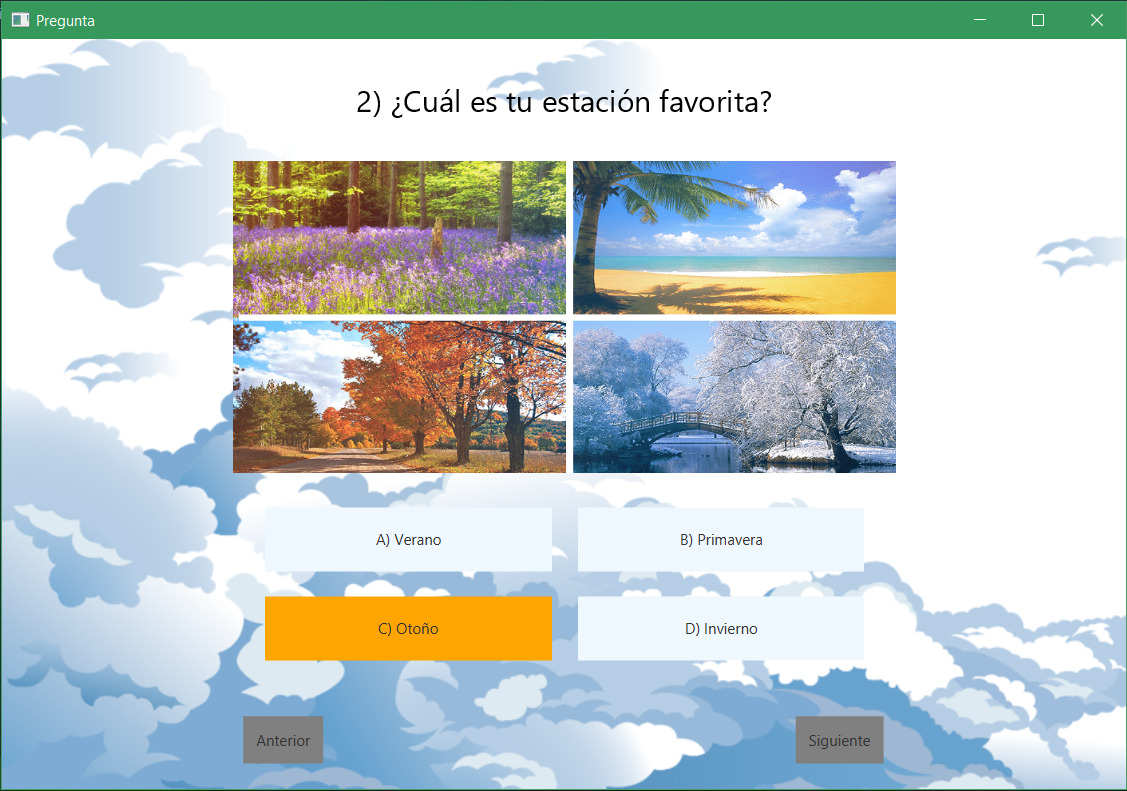 Pregunta
2) ¿Cuál es tu estación favorita?
A) Verano
B) Primavera
C) Otoño
D) Invierno
Anterior
Siguiente